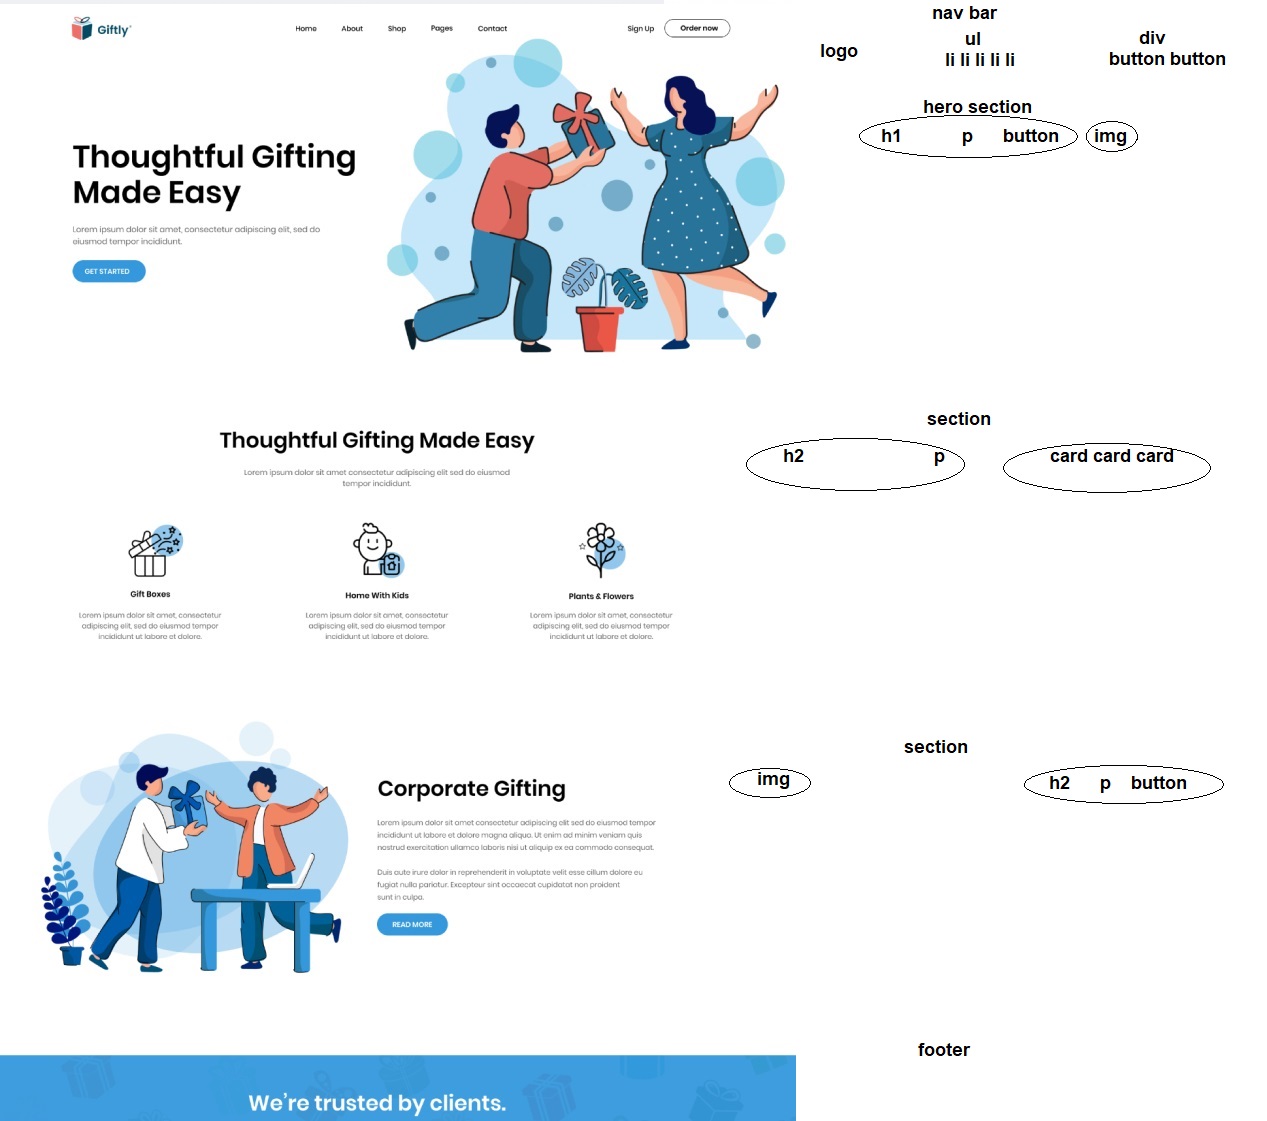 Giftly
Home About Shop Pages Contact
Sign Up Order now
Thoughtful Gifting
Made Easy
Lorem ipsum dolor sit amet, consectetur adipiscing elit, sed do
eiusmod tempor incididunt.
GET STARTED
nav bar
logo
ul
li li li li li
div
button button
hero section
h1 p button img
Thoughtful Gifting Made Easy
Lorem ipsum dolor sit amet consectetur adipiscing elit sed do eiusmod
tempor incididunt.
section
h2 p card card card
Gift Boxes
Lorem ipsum dolor sit amet, consectetur
adipiscing elit, sed do eiusmod tempor
incididunt ut labore et dolore.
Home With Kids
Lorem ipsum dolor sit amet, consectetur
adipiscing elit, sed do eiusmod tempor
incididunt ut labore et dolore.
Plants & Flowers
Lorem ipsum dolor sit amet, consectetur
adipiscing elit, sed do eiusmod tempor
incididunt ut labore et dolore.
Corporate Gifting
Lorem ipsum dolor sit amet, consectetur adipiscing elit, sed do eiusmod tempor
incididunt ut labore et dolore magna aliqua. Ut enim ad minim veniam quis
nostrud exercitation ullamco laboris nisi ut aliquip ex ea commodo consequat.
Duis aute irure dolor in reprehenderit in voluptate velit esse cillum dolore eu
fugiat nulla pariatur. Excepteur sint occaecat cupidatat non proident
sunt in culpa.
READ MORE
section
img h2 p button
footer
We're trusted by clients.